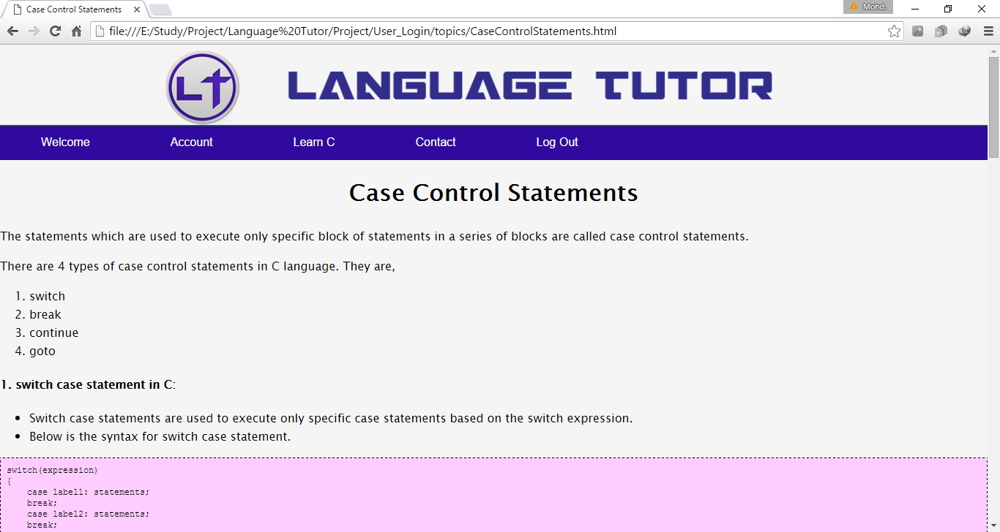 Case Control Statements
Mohd.
file:///E:/Study/Project/Language%20Tutor/Project/User_Login/topics/CaseControlStatements.html
LT LANGUAGE TUTOR
Welcome Account Learn C Contact Log Out
Case Control Statements
The statements which are used to execute only specific block of statements in a series of blocks are called case control statements.
There are 4 types of case control statements in C language. They are,
1. switch
2. break
3. continue
4. goto
1. switch case statement in C:
• Switch case statements are used to execute only specific case statements based on the switch expression.
• Below is the syntax for switch case statement.
switch(expression)
{
    case label1: statements;
    break;
    case label2: statements;
    break;